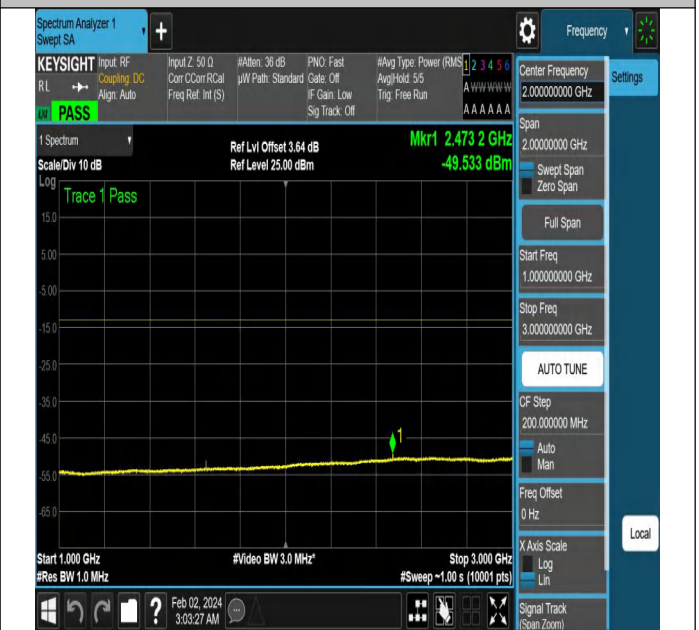 Spectrum Analyzer 1
Swept SA
+
Frequency
KEYSIGHT
RL
PASS
Input: RF
Coupling: DC
Align: Auto
Input Z: 50 Ω
Corr CCorr RCal
Freq Ref: Int (S)
#Atten: 36 dB
µW Path: Standard
PNO: Fast
Gate: Off
IF Gain: Low
Sig Track: Off
#Avg Type: Power (RMS
Avg|Hold: 5/5
Trig: Free Run
1 2 3 4 5 6
A W W W W W
A A A A A A
1 Spectrum
Scale/Div 10 dB
Log
Ref Lvl Offset 3.64 dB
Ref Level 25.00 dBm
Mkr1 2.473 2 GHz
-49.533 dBm
Trace 1 Pass
15.0
5.00
-5.00
-15.0
-25.0
-35.0
-45.0
-55.0
-65.0
1
Start 1.000 GHz
#Res BW 1.0 MHz
#Video BW 3.0 MHz*
Stop 3.000 GHz
#Sweep ~1.00 s (10001 pts)
?
Feb 02, 2024
3:03:27 AM
Center Frequency
2.000000000 GHz
Settings
Span
2.00000000 GHz
Swept Span
Zero Span
Full Span
Start Freq
1.000000000 GHz
Stop Freq
3.000000000 GHz
AUTO TUNE
CF Step
200.000000 MHz
Auto
Man
Freq Offset
0 Hz
X Axis Scale
Log
Lin
Signal Track
(Span Zoom)
Local